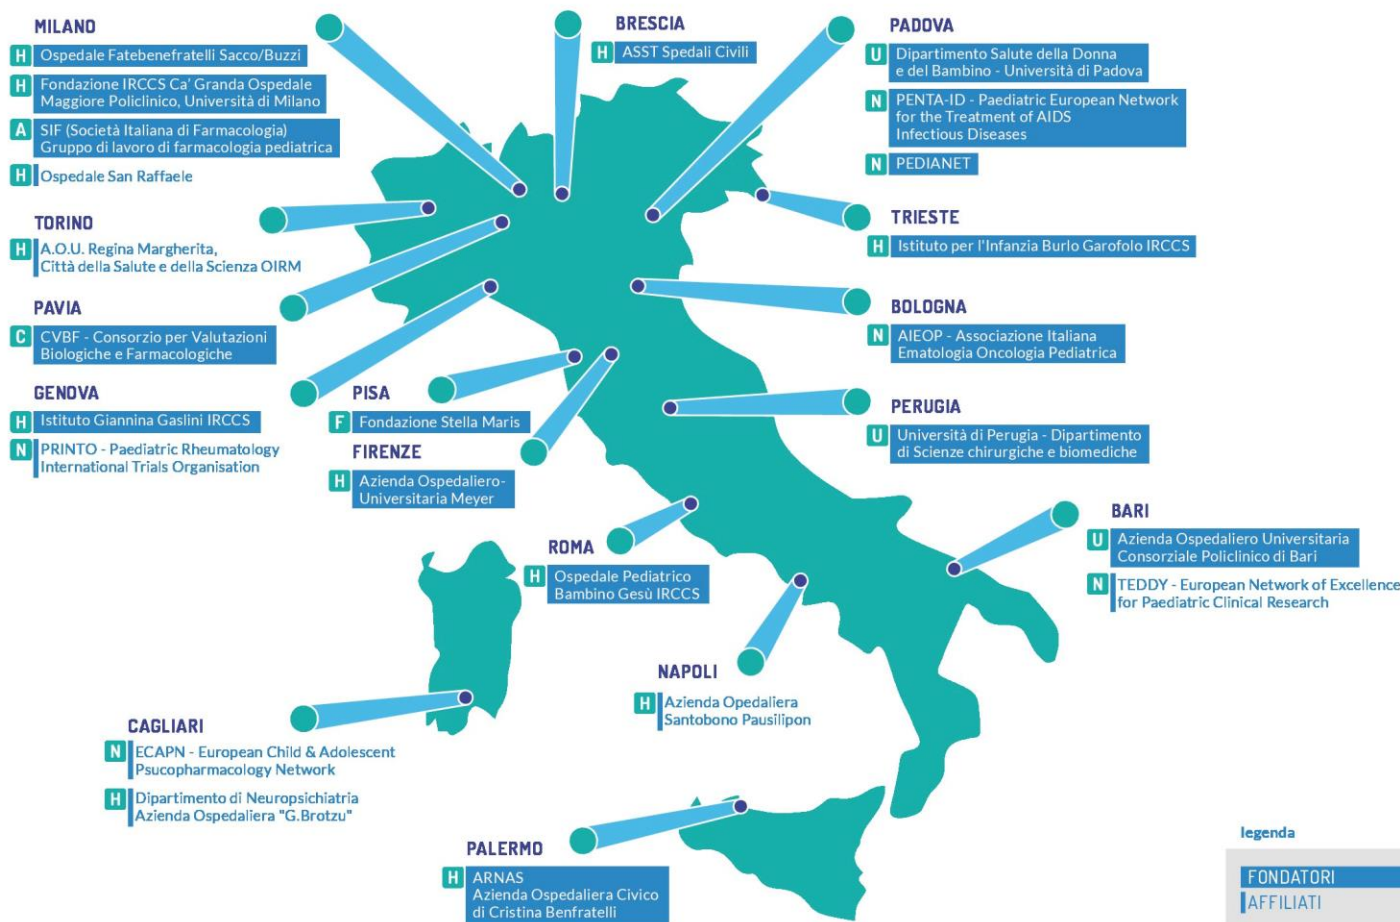 MILANO
H Ospedale Fatebenefratelli Sacco/Buzzi
H Fondazione IRCCS Ca' Granda Ospedale
Maggiore Policlinico, Università di Milano
A SIF (Società Italiana di Farmacologia)
Gruppo di lavoro di farmacologia pediatrica
H Ospedale San Raffaele
TORINO
H A.O.U. Regina Margherita,
Città della Salute e della Scienza OIRM
PAVIA
C CVBF - Consorzio per Valutazioni
Biologiche e Farmacologiche
GENOVA
H Istituto Giannina Gaslini IRCCS
N PRINTO - Paediatric Rheumatology
International Trials Organisation
PISA
F Fondazione Stella Maris
FIRENZE
H Azienda Ospedaliero-
Universitaria Meyer
BRESCIA
H ASST Spedali Civili
PADOVA
U Dipartimento Salute della Donna
e del Bambino - Università di Padova
N PENTA-ID - Paediatric European Network
for the Treatment of AIDS
Infectious Diseases
N PEDIANET
TRIESTE
H Istituto per l'Infanzia Burlo Garofolo IRCCS
BOLOGNA
N AIEOP - Associazione Italiana
Ematologia Oncologia Pediatrica
PERUGIA
U Università di Perugia - Dipartimento
di Scienze chirurgiche e biomediche
ROMA
H Ospedale Pediatrico
Bambino Gesù IRCCS
BARI
U Azienda Ospedaliero Universitaria
Consorziale Policlinico di Bari
N TEDDY - European Network of Excellence
for Paediatric Clinical Research
NAPOLI
H Azienda Opedaliera
Santobono Pausilipon
CAGLIARI
N ECAPN - European Child & Adolescent
Psucopharmacology Network
H Dipartimento di Neuropsichiatria
Azienda Ospedaliera "G.Brotzu"
PALERMO
H ARNAS
Azienda Ospedaliera Civico
di Cristina Benfratelli
legenda
FONDATORI
AFFILIATI